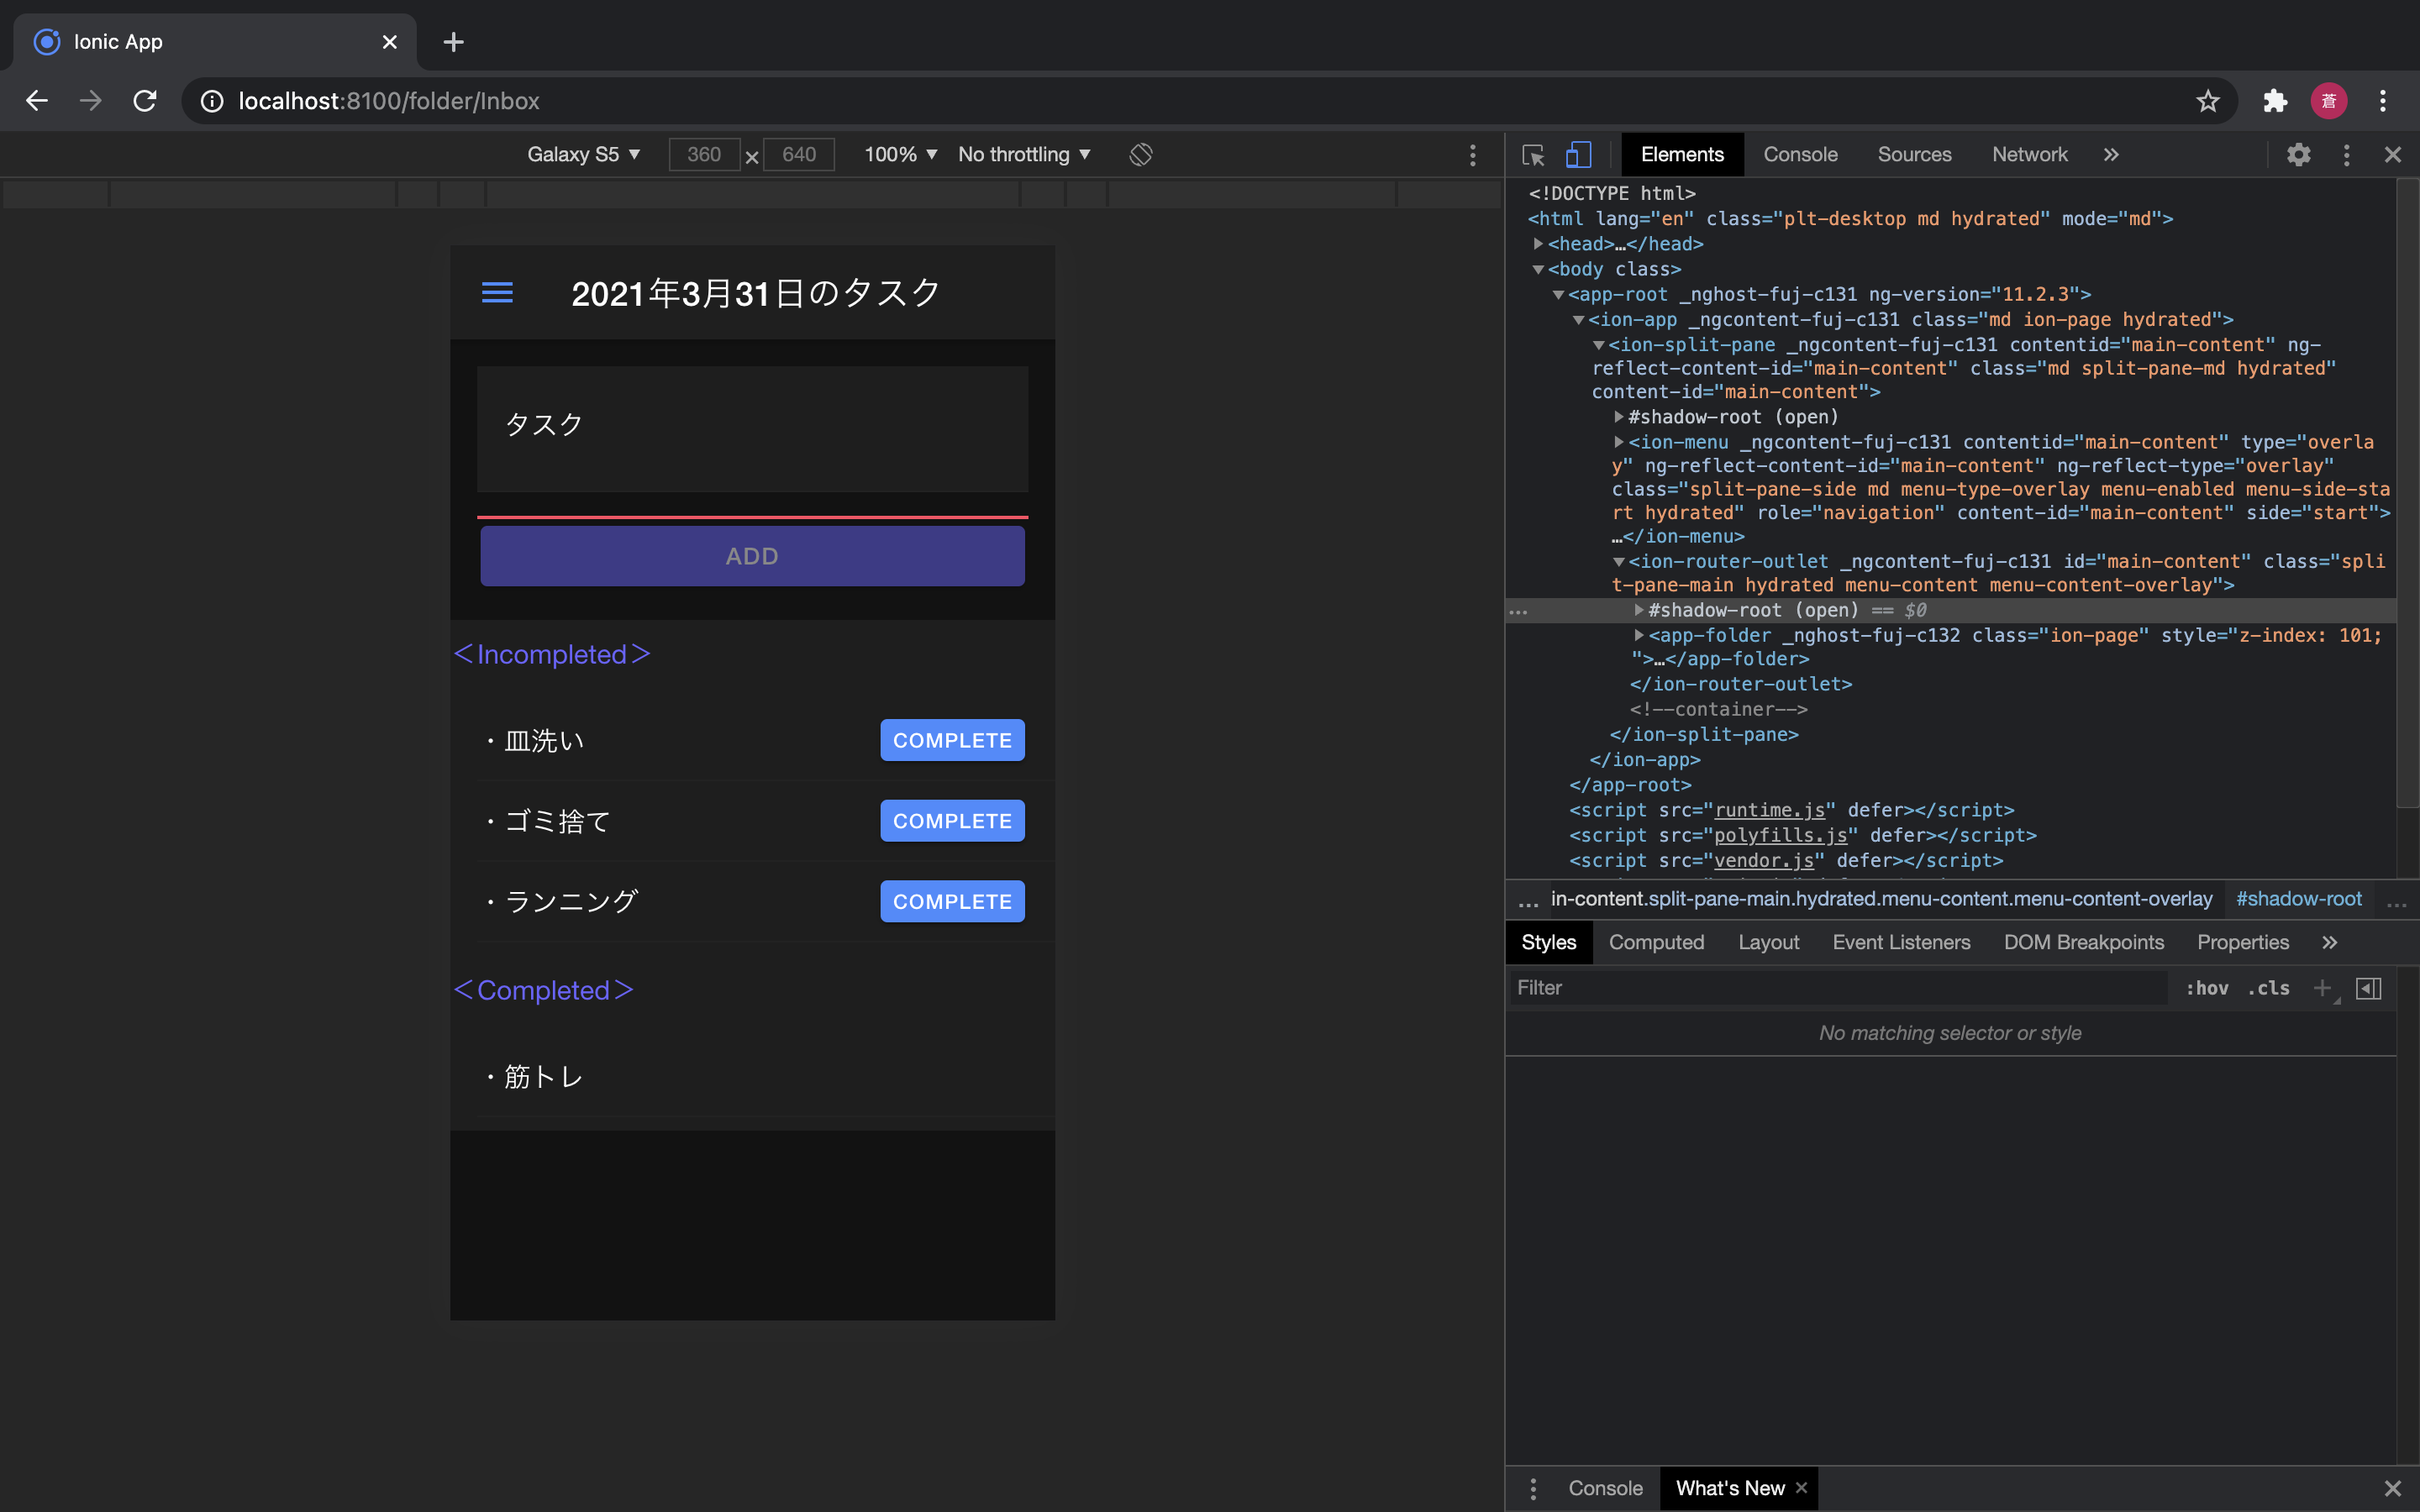 Ionic App
localhost:8100/folder/Inbox
蒼
Galaxy S5 ▼ 360 × 640 100% ▼ No throttling ▼
2021年3月31日のタスク
タスク
ADD
＜Incompleted＞
・皿洗い COMPLETE
・ゴミ捨て COMPLETE
・ランニング COMPLETE
＜Completed＞
・筋トレ
Elements Console Sources Network »
<!DOCTYPE html>
<html lang="en" class="plt-desktop md hydrated" mode="md">
<head>…</head>
<body class>
<app-root _nghost-fuj-c131 ng-version="11.2.3">
<ion-app _ngcontent-fuj-c131 class="md ion-page hydrated">
<ion-split-pane _ngcontent-fuj-c131 contentid="main-content" ng-
reflect-content-id="main-content" class="md split-pane-md hydrated"
content-id="main-content">
#shadow-root (open)
<ion-menu _ngcontent-fuj-c131 contentid="main-content" type="overla
y" ng-reflect-content-id="main-content" ng-reflect-type="overlay"
class="split-pane-side md menu-type-overlay menu-enabled menu-side-sta
rt hydrated" role="navigation" content-id="main-content" side="start">
…</ion-menu>
<ion-router-outlet _ngcontent-fuj-c131 id="main-content" class="spli
t-pane-main hydrated menu-content menu-content-overlay">
… #shadow-root (open) == $0
<app-folder _nghost-fuj-c132 class="ion-page" style="z-index: 101;
">…</app-folder>
</ion-router-outlet>
<!--container-->
</ion-split-pane>
</ion-app>
</app-root>
<script src="runtime.js" defer></script>
<script src="polyfills.js" defer></script>
<script src="vendor.js" defer></script>
… in-content.split-pane-main.hydrated.menu-content.menu-content-overlay #shadow-root …
Styles Computed Layout Event Listeners DOM Breakpoints Properties »
Filter :hov .cls +
No matching selector or style
Console What's New ×